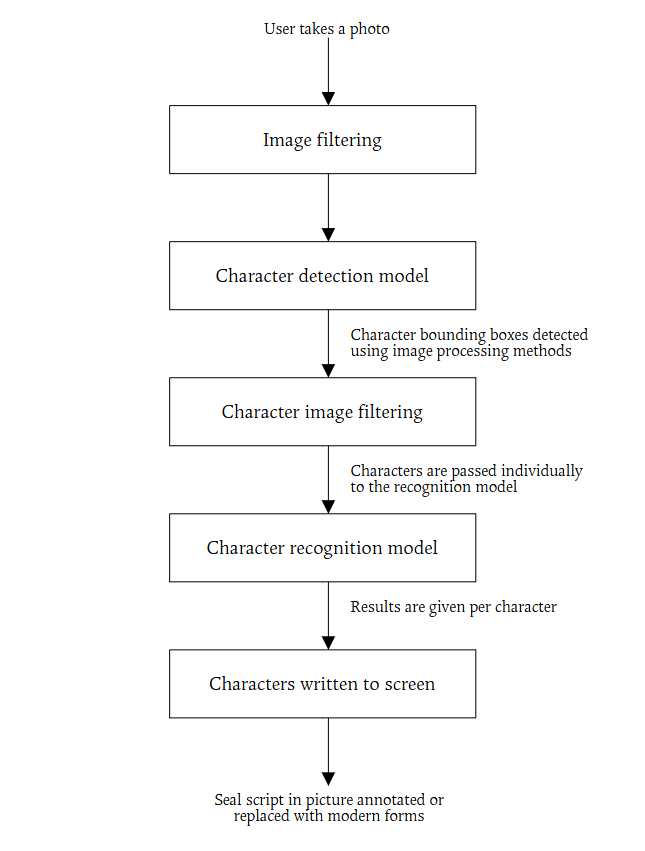 User takes a photo
Image filtering
Character detection model
Character bounding boxes detected
using image processing methods
Character image filtering
Characters are passed individually
to the recognition model
Character recognition model
Results are given per character
Characters written to screen
Seal script in picture annotated or
replaced with modern forms